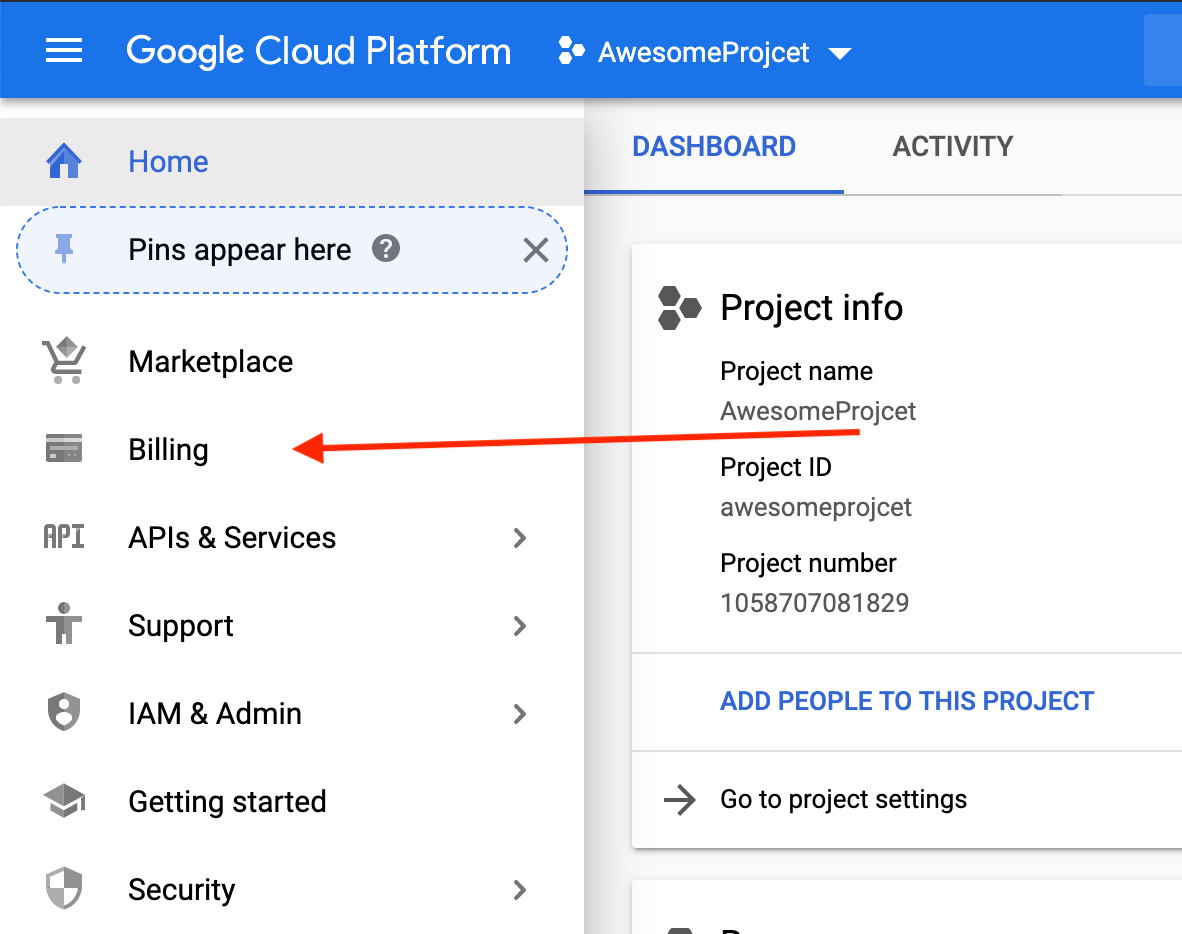 Google Cloud Platform
AwesomeProjcet
Home
Pins appear here ?
Marketplace
Billing
API
APIs & Services
Support
IAM & Admin
Getting started
Security
DASHBOARD
ACTIVITY
Project info
Project name
AwesomeProjcet
Project ID
awesomeprojcet
Project number
1058707081829
ADD PEOPLE TO THIS PROJECT
Go to project settings